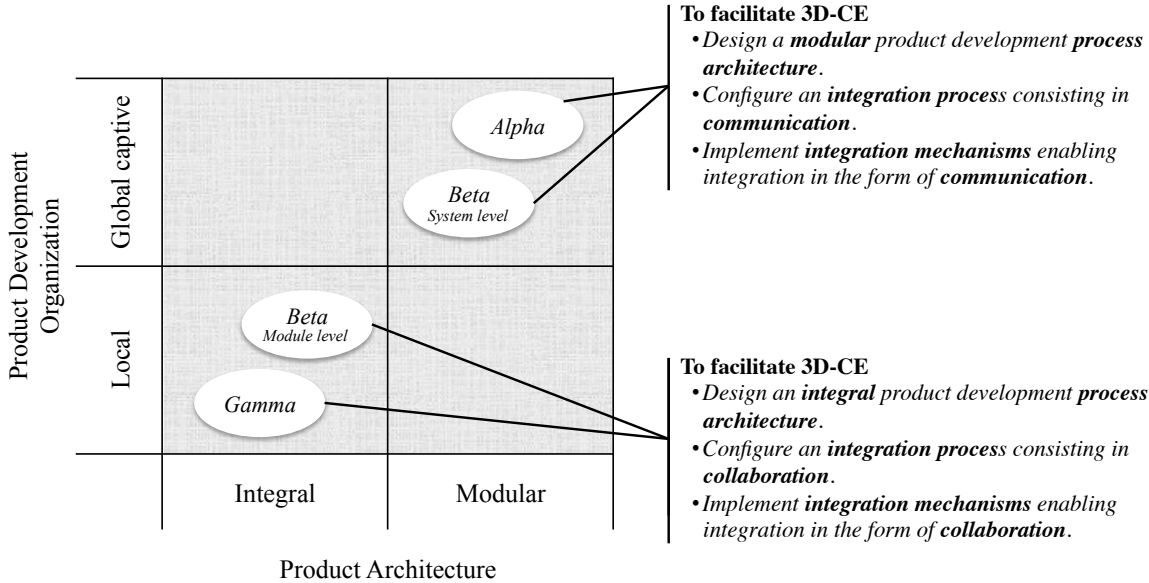 To facilitate 3D-CE
•Design a modular product development process
architecture.
•Configure an integration process consisting in
communication.
•Implement integration mechanisms enabling
integration in the form of communication.
Product Development
Organization
Global captive
Local
Alpha
Beta
System level
Beta
Module level
Gamma
To facilitate 3D-CE
•Design an integral product development process
architecture.
•Configure an integration process consisting in
collaboration.
•Implement integration mechanisms enabling
integration in the form of collaboration.
Integral
Modular
Product Architecture